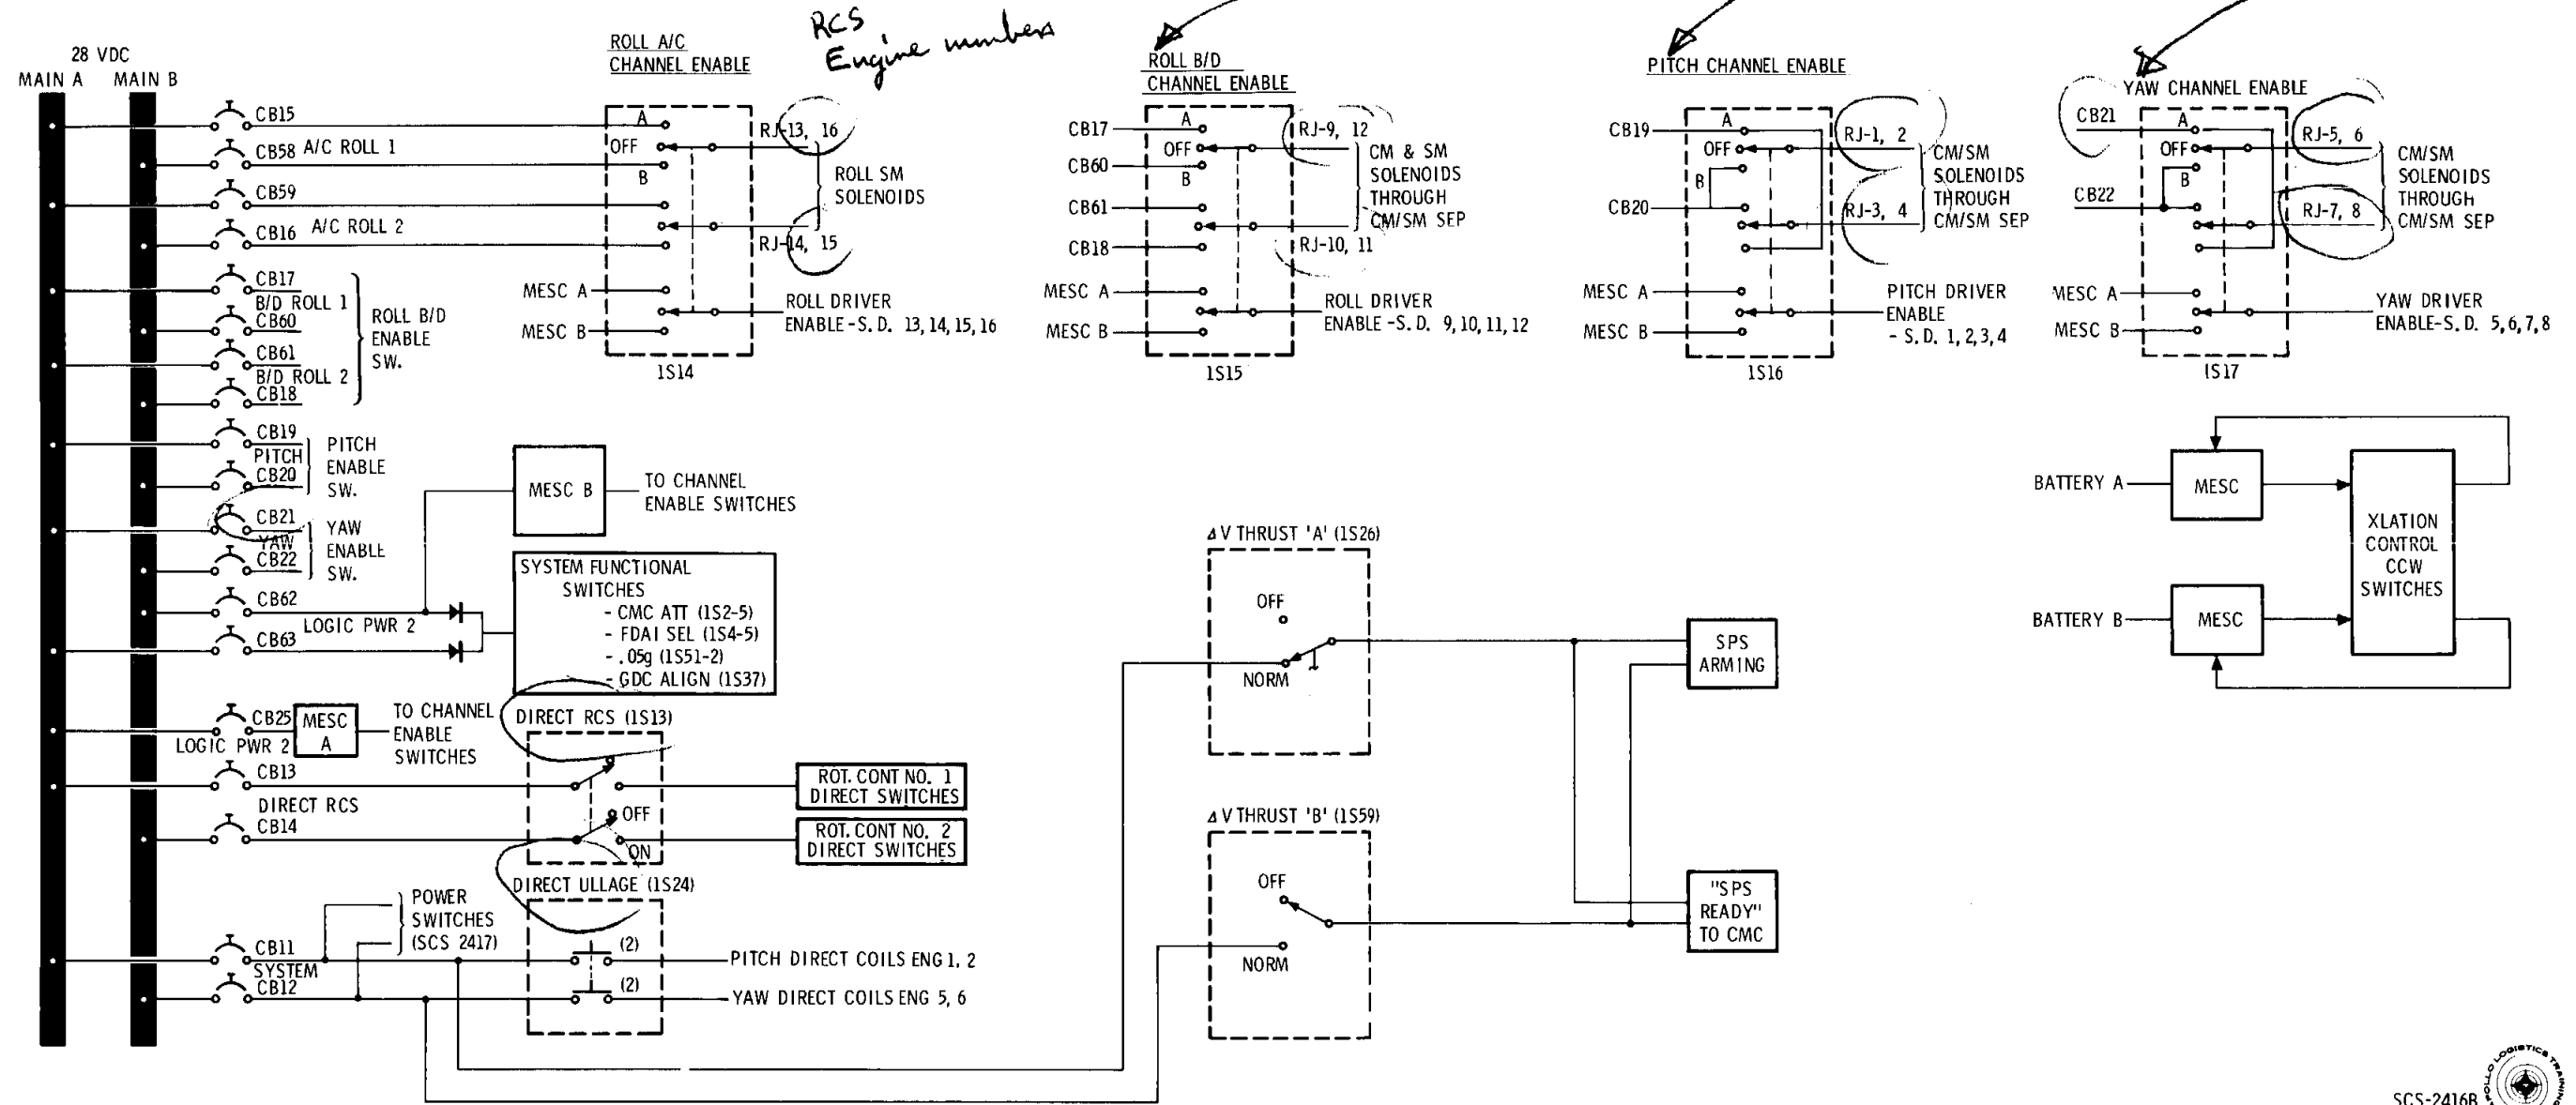 RCS
Engine numbers
28 VDC
MAIN A MAIN B
CB15
CB58 A/C ROLL 1
CB59
CB16 A/C ROLL 2
CB17
B/D ROLL 1
CB60
CB61
B/D ROLL 2
CB18
ROLL B/D
ENABLE
SW.
CB19
PITCH
CB20
PITCH
ENABLE
SW.
CB21
YAW
CB22
YAW
ENABLE
SW.
CB62
LOGIC PWR 2
CB63
CB25
LOGIC PWR 2
MESC
A
TO CHANNEL
ENABLE
SWITCHES
CB13
DIRECT RCS
CB14
CB11
SYSTEM
CB12
POWER
SWITCHES
(SCS 2417)
ROLL A/C
CHANNEL ENABLE
A
OFF
B
RJ-13, 16
ROLL SM
SOLENOIDS
RJ-14, 15
MESC A
MESC B
ROLL DRIVER
ENABLE-S.D. 13,14,15,16
1S14
ROLL B/D
CHANNEL ENABLE
CB17
CB60
CB61
CB18
A
OFF
B
RJ-9, 12
CM & SM
SOLENOIDS
THROUGH
CM/SM SEP
RJ-10, 11
MESC A
MESC B
ROLL DRIVER
ENABLE-S.D. 9,10,11,12
1S15
PITCH CHANNEL ENABLE
CB19
CB20
A
OFF
B
RJ-1, 2
RJ-3, 4
CM/SM
SOLENOIDS
THROUGH
CM/SM SEP
MESC A
MESC B
PITCH DRIVER
ENABLE
- S.D. 1,2,3,4
1S16
YAW CHANNEL ENABLE
CB21
CB22
A
OFF
B
RJ-5, 6
RJ-7, 8
CM/SM
SOLENOIDS
THROUGH
CM/SM SEP
MESC A
MESC B
YAW DRIVER
ENABLE-S.D. 5,6,7,8
1S17
MESC B
TO CHANNEL
ENABLE SWITCHES
SYSTEM FUNCTIONAL
SWITCHES
- CMC ATT (1S2-5)
- FDAI SEL (1S4-5)
- .05g (1S51-2)
- GDC ALIGN (1S37)
DIRECT RCS (1S13)
OFF
ON
ROT. CONT NO. 1
DIRECT SWITCHES
ROT. CONT NO. 2
DIRECT SWITCHES
DIRECT ULLAGE (1S24)
(2)
(2)
PITCH DIRECT COILS ENG 1, 2
YAW DIRECT COILS ENG 5, 6
Δ V THRUST 'A' (1S26)
OFF
NORM
SPS
ARMING
Δ V THRUST 'B' (1S59)
OFF
NORM
"SPS
READY"
TO CMC
BATTERY A
MESC
BATTERY B
MESC
XLATION
CONTROL
CCW
SWITCHES
SCS-2416B
APOLLO LOGISTICS TRAINING